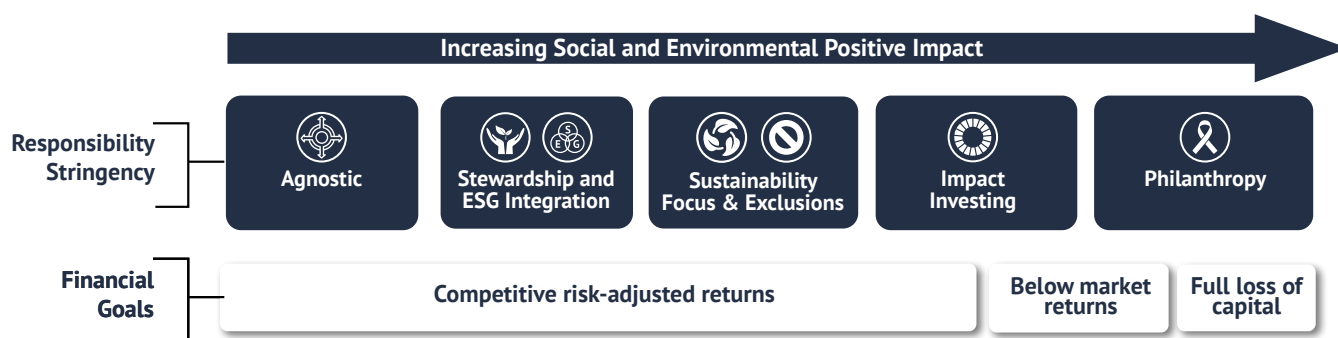 Increasing Social and Environmental Positive Impact
Responsibility
Stringency
Agnostic
S
E G
Stewardship and
ESG Integration
Sustainability
Focus & Exclusions
Impact
Investing
Philanthropy
Financial
Goals
Competitive risk-adjusted returns
Below market
returns
Full loss of
capital